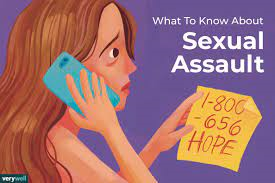 What To Know About
Sexual
Assault
1-800
-656
HOPE
verywell